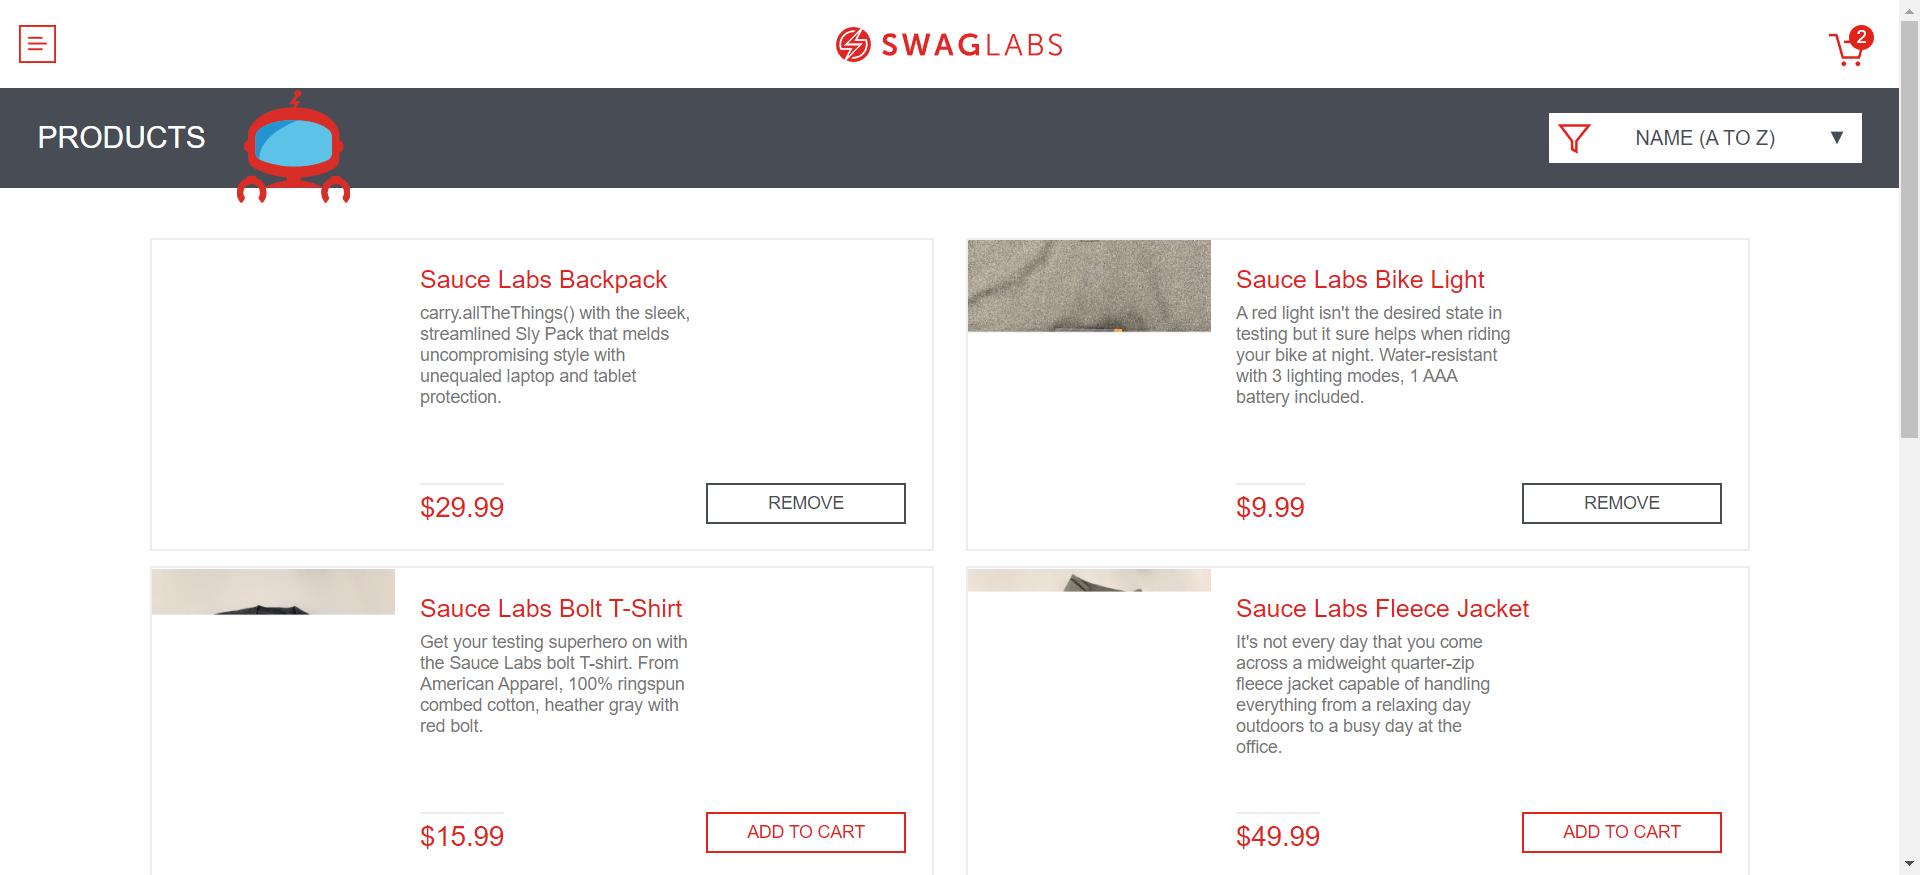 SWAGLABS
2
PRODUCTS
NAME (A TO Z)
Sauce Labs Backpack
carry.allTheThings() with the sleek,
streamlined Sly Pack that melds
uncompromising style with
unequaled laptop and tablet
protection.
$29.99
REMOVE
Sauce Labs Bike Light
A red light isn't the desired state in
testing but it sure helps when riding
your bike at night. Water-resistant
with 3 lighting modes, 1 AAA
battery included.
$9.99
REMOVE
Sauce Labs Bolt T-Shirt
Get your testing superhero on with
the Sauce Labs bolt T-shirt. From
American Apparel, 100% ringspun
combed cotton, heather gray with
red bolt.
$15.99
ADD TO CART
Sauce Labs Fleece Jacket
It's not every day that you come
across a midweight quarter-zip
fleece jacket capable of handling
everything from a relaxing day
outdoors to a busy day at the
office.
$49.99
ADD TO CART